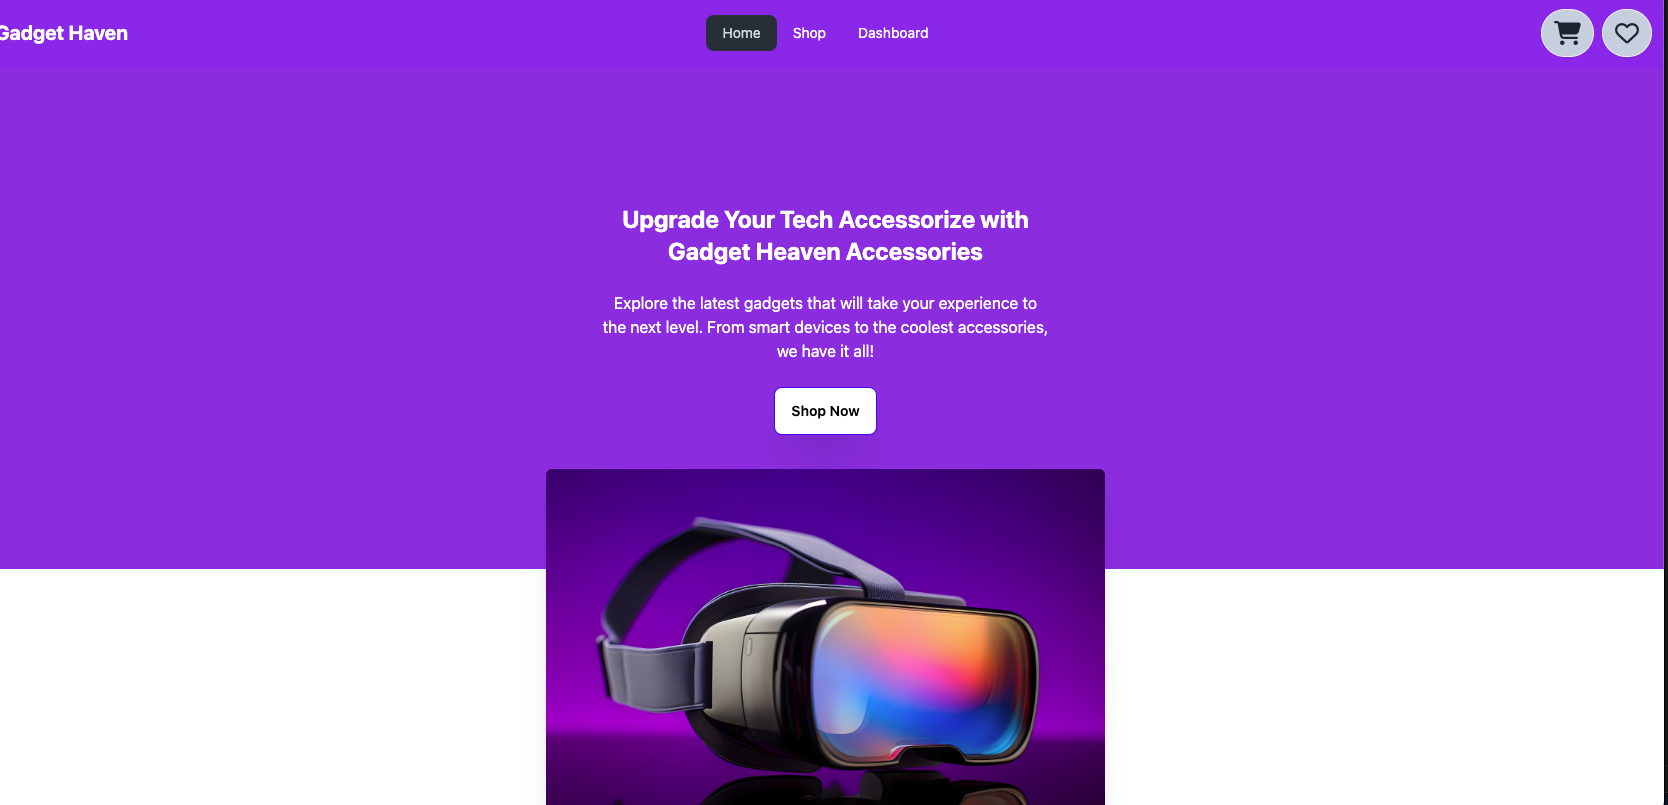 Gadget Haven
Home
Shop
Dashboard
Upgrade Your Tech Accessorize with
Gadget Heaven Accessories
Explore the latest gadgets that will take your experience to
the next level. From smart devices to the coolest accessories,
we have it all!
Shop Now